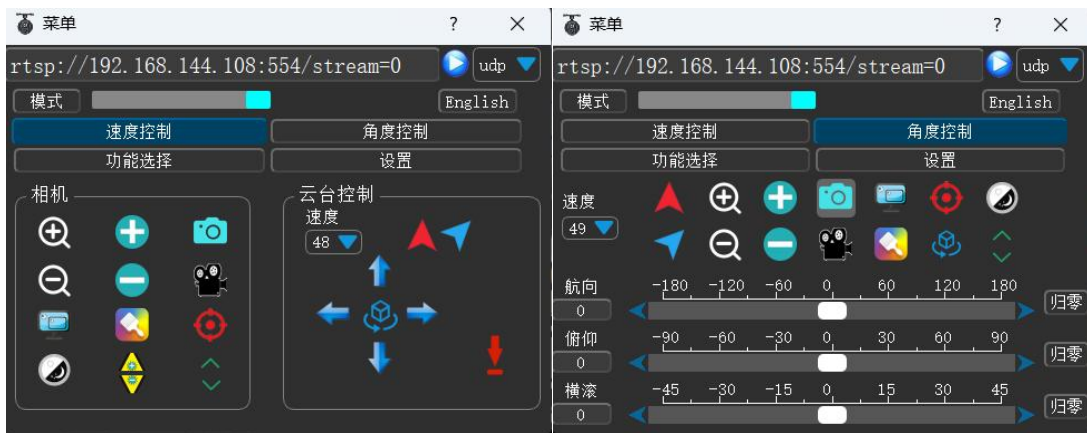 菜单 ? ×
rtsp://192.168.144.108:554/stream=0 udp
模式 English
速度控制 角度控制
功能选择 设置
相机
云台控制
速度
48
菜单 ? ×
rtsp://192.168.144.108:554/stream=0 udp
模式 English
速度控制 角度控制
功能选择 设置
速度
49
航向 -180 -120 -60 0 60 120 180
0 归零
俯仰 -90 -60 -30 0 30 60 90
0 归零
横滚 -45 -30 -15 0 15 30 45
0 归零